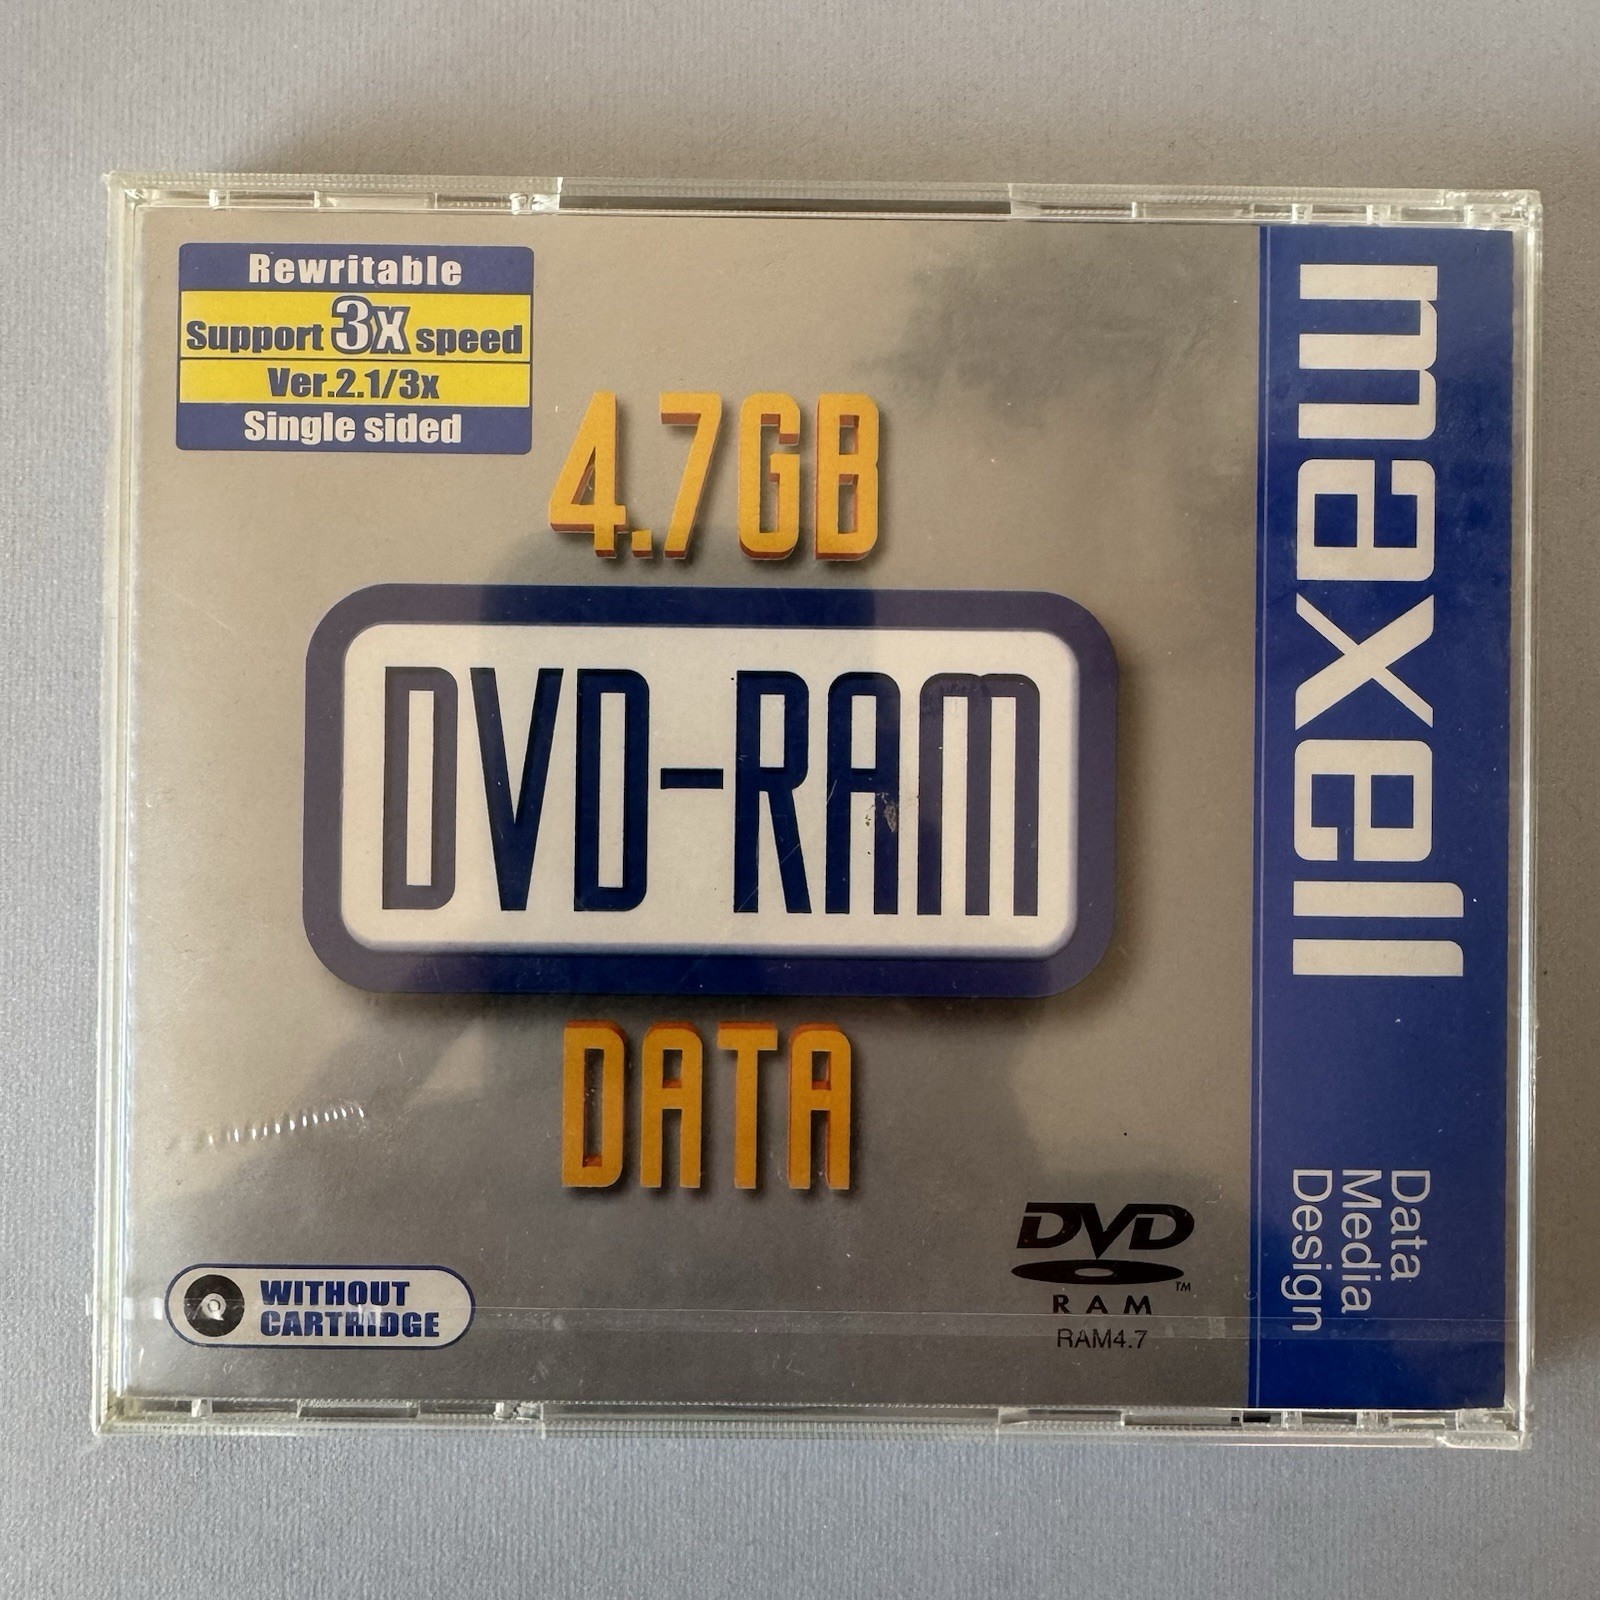 Rewritable
Support 3x speed
Ver.2.1/3x
Single sided
4.7GB
DVD-RAM
DATA
WITHOUT
CARTRIDGE
DVD
TM
RAM
RAM4.7
maxell
Data
Media
Design